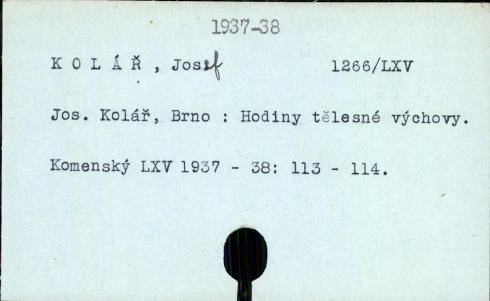 1937-38
K O L Á Ř , Josef 1266/LXV
Jos. Kolář, Brno : Hodiny tělesné výchovy.
Komenský LXV 1937 - 38: 113 - 114.